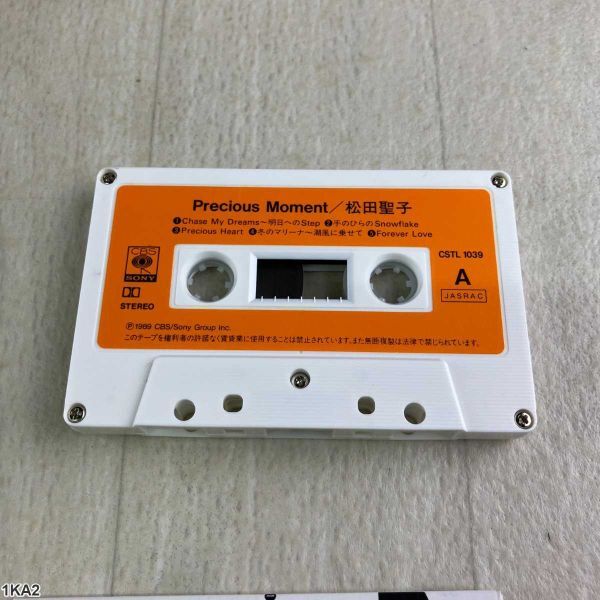 Precious Moment／松田聖子
❶Chase My Dreams～明日へのStep ❷手のひらのSnowflake
❸Precious Heart ❹冬のマリーナ～潮風に乗せて ❺Forever Love
CSTL 1039
CBS
SONY
A
JASRAC
STEREO
Ⓟ1989 CBS/Sony Group Inc.
このテープを権利者の許諾なく賃貸業に使用することは禁止されています。また無断複製は法律で禁じられています。
1KA2